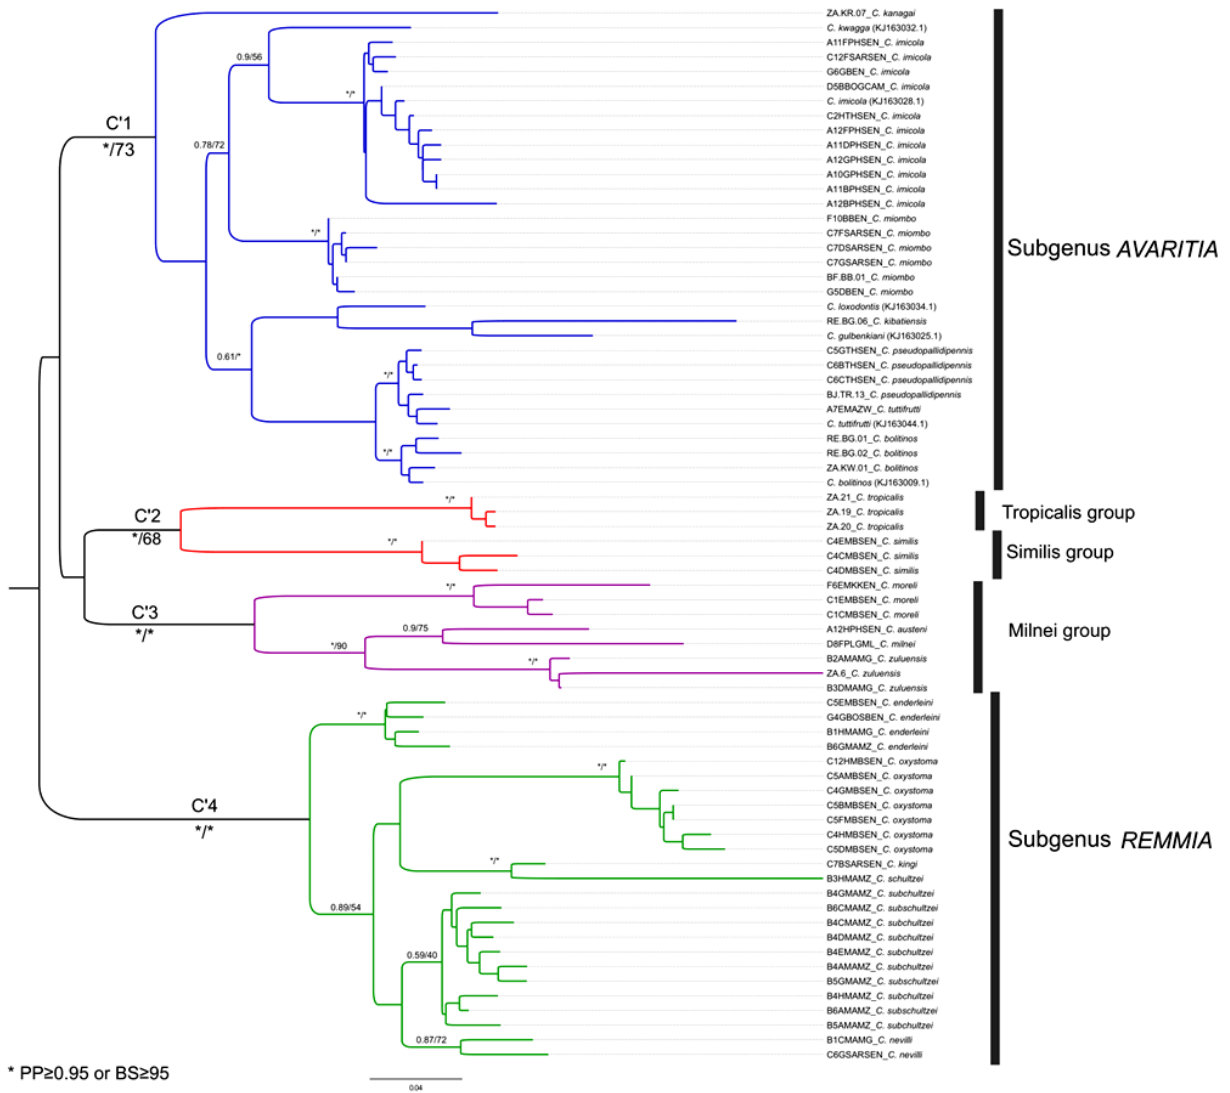 ZA.KR.07_C. kanagai
C. kwagga (KJ163032.1)
A11FPHSEN_C. imicola
0.9/56
C12FSARSEN_C. imicola
G6GBEN_C. imicola
D5BBOGCAM_C. imicola
*/*
C. imicola (KJ163028.1)
C2HTHSEN_C. imicola
C'1
A12FPHSEN_C. imicola
*/73
0.78/72
A11DPHSEN_C. imicola
A12GPHSEN_C. imicola
A10GPHSEN_C. imicola
A11BPHSEN_C. imicola
A12BPHSEN_C. imicola
F10BBEN_C. miombo
*/*
C7FSARSEN_C. miombo
C7DSARSEN_C. miombo
Subgenus AVARITIA
C7GSARSEN_C. miombo
BF.BB.01_C. miombo
G5DBEN_C. miombo
C. loxodontis (KJ163034.1)
RE.BG.06_C. kibatiensis
C. gulbenkiani (KJ163025.1)
C5GTHSEN_C. pseudopallidipennis
0.61/*
C6BTHSEN_C. pseudopallidipennis
*/*
C6CTHSEN_C. pseudopallidipennis
BJ.TR.13_C. pseudopallidipennis
A7EMAZW_C. tuttifrutti
C. tuttifrutti (KJ163044.1)
RE.BG.01_C. bolitinos
*/*
RE.BG.02_C. bolitinos
ZA.KW.01_C. bolitinos
C. bolitinos (KJ163009.1)
*/*
ZA.21_C. tropicalis
C'2
ZA.19_C. tropicalis
Tropicalis group
*/68
ZA.20_C. tropicalis
*/*
C4EMBSEN_C. similis
C4CMBSEN_C. similis
Similis group
C4DMBSEN_C. similis
*/*
F6EMKKEN_C. moreli
C1EMBSEN_C. moreli
C'3
C1CMBSEN_C. moreli
*/*
0.9/75
A12HPHSEN_C. austeni
Milnei group
*/90
D8FPLGML_C. milnei
*/*
B2AMAMG_C. zuluensis
ZA.6_C. zuluensis
B3DMAMG_C. zuluensis
C5EMBSEN_C. enderleini
*/*
G4GBOSBEN_C. enderleini
B1HMAMG_C. enderleini
B6GMAMZ_C. enderleini
*/*
C12HMBSEN_C. oxystoma
C5AMBSEN_C. oxystoma
C4GMBSEN_C. oxystoma
C'4
C5BMBSEN_C. oxystoma
*/*
C5FMBSEN_C. oxystoma
C4HMBSEN_C. oxystoma
Subgenus REMMIA
C5DMBSEN_C. oxystoma
*/*
C7BSARSEN_C. kingi
B3HMAMZ_C. schultzei
B4GMAMZ_C. subchultzei
0.89/54
B6CMAMZ_C. subschultzei
B4CMAMZ_C. subchultzei
B4DMAMZ_C. subchultzei
0.59/40
B4EMAMZ_C. subchultzei
B4AMAMZ_C. subchultzei
B5GMAMZ_C. subschultzei
B4HMAMZ_C. subchultzei
B6AMAMZ_C. subschultzei
B5AMAMZ_C. subchultzei
0.87/72
B1CMAMG_C. nevilli
C6GSARSEN_C. nevilli
* PP≥0.95 or BS≥95
0.04